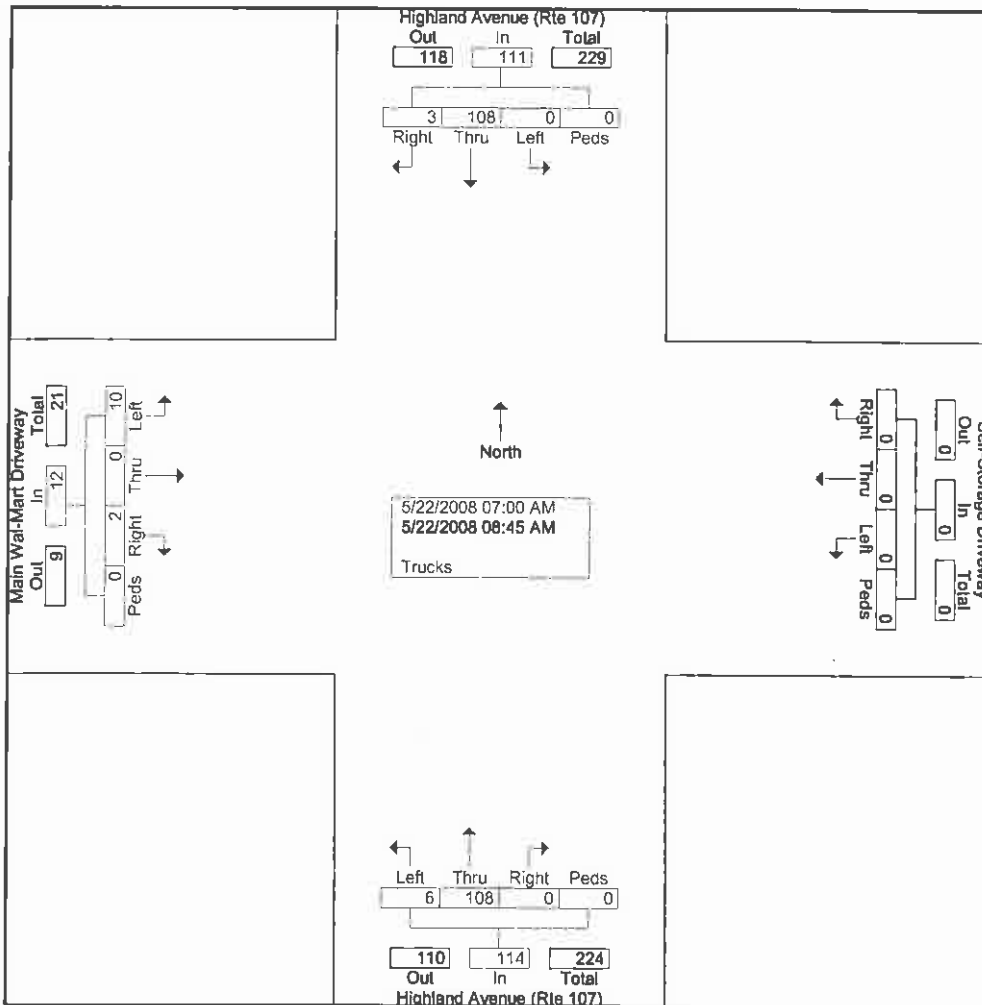 Highland Avenue (Rte 107)
Out In Total
118 111 229
3 108 0 0
Right Thru Left Peds
Main Wal-Mart Driveway
Total In Out
21 12 9
10 0 2 0
Left Thru Right Peds
North
5/22/2008 07:00 AM
5/22/2008 08:45 AM
Trucks
Right Thru Left Peds
0 0 0 0
Out In Total
0 0 0
Storage Driveway
Left Thru Right Peds
6 108 0 0
110 114 224
Out In Total
Highland Avenue (Rte 107)